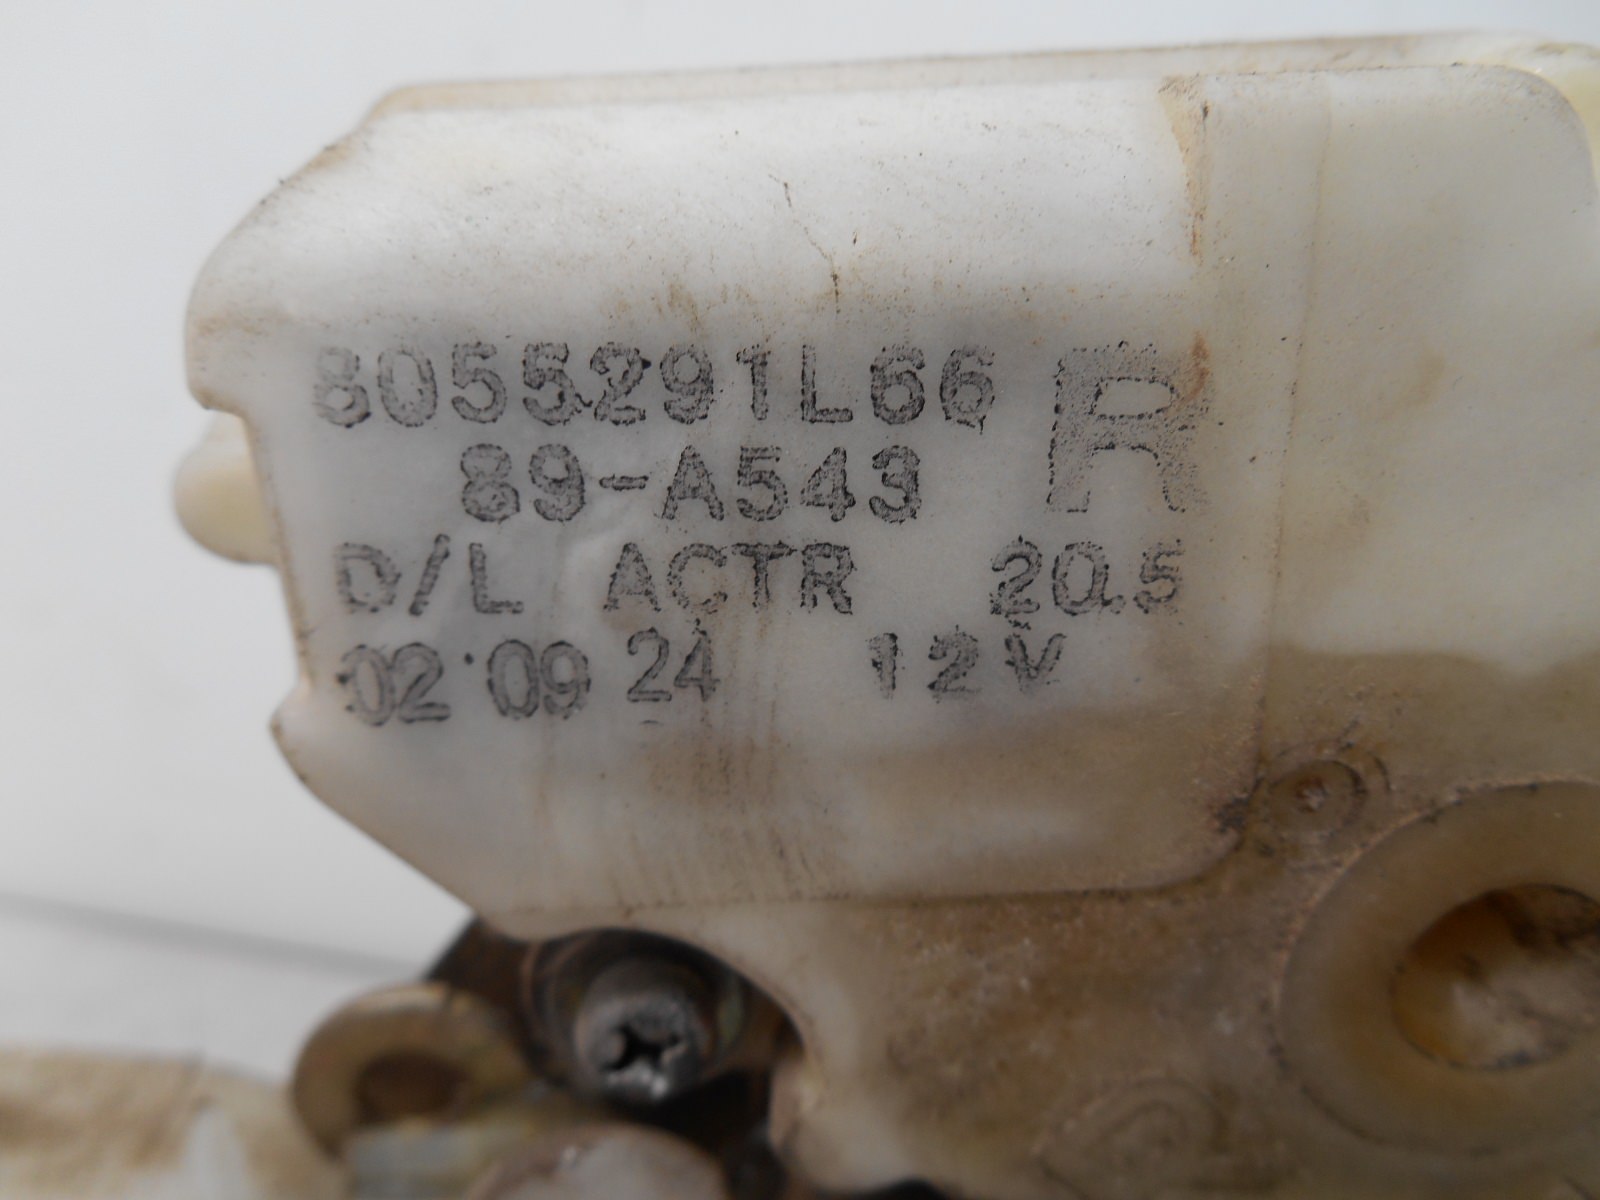 8055291L66 R
89-A543
D/L ACTR 20.5
02 09 24 12V